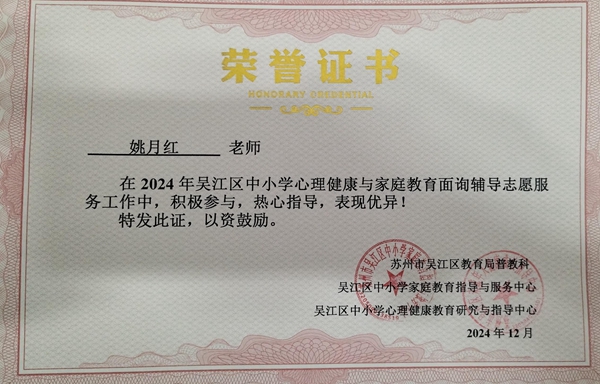 荣誉证书
HONORARY CREDENTIAL
姚月红 老师
在 2024 年吴江区中小学心理健康与家庭教育面询辅导志愿服
务工作中，积极参与，热心指导，表现优异！
特发此证，以资鼓励。
苏州市吴江区教育局普教科
吴江区中小学家庭教育指导与服务中心
吴江区中小学心理健康教育研究与指导中心
2024 年 12 月